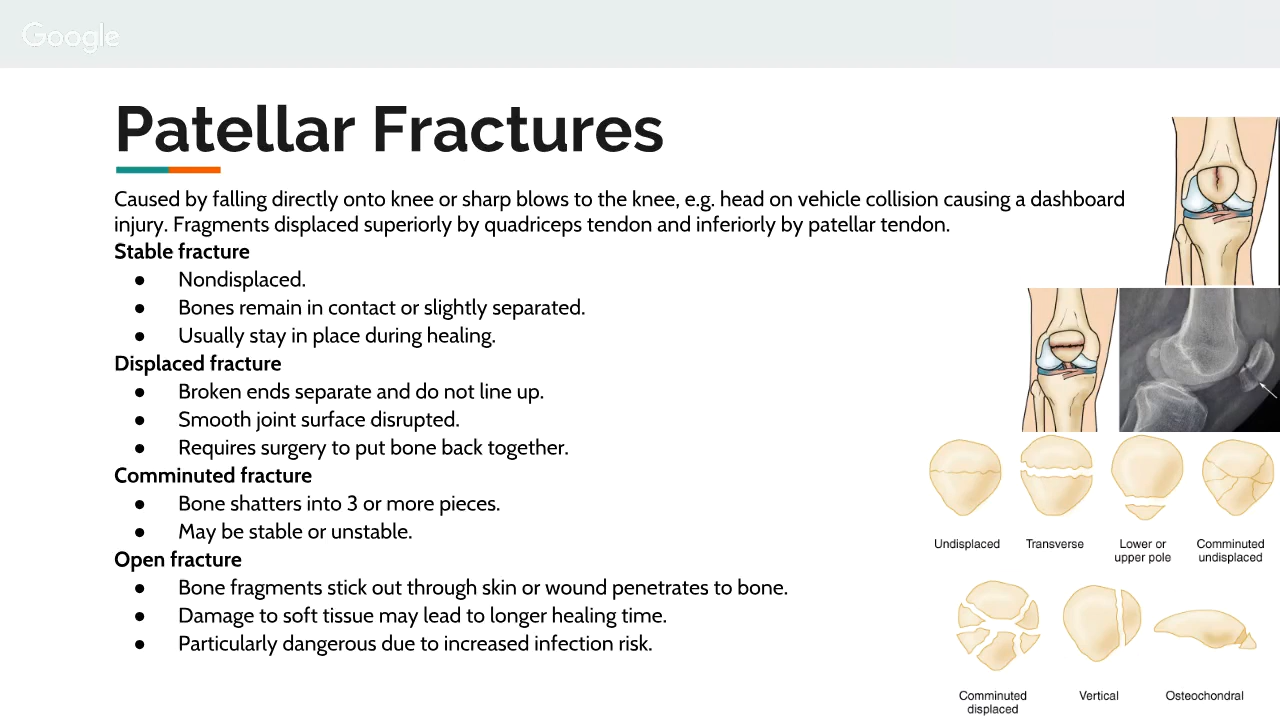 Google
Patellar Fractures
Caused by falling directly onto knee or sharp blows to the knee, e.g. head on vehicle collision causing a dashboard
injury. Fragments displaced superiorly by quadriceps tendon and inferiorly by patellar tendon.
Stable fracture
● Nondisplaced.
● Bones remain in contact or slightly separated.
● Usually stay in place during healing.
Displaced fracture
● Broken ends separate and do not line up.
● Smooth joint surface disrupted.
● Requires surgery to put bone back together.
Comminuted fracture
● Bone shatters into 3 or more pieces.
● May be stable or unstable.
Open fracture
● Bone fragments stick out through skin or wound penetrates to bone.
● Damage to soft tissue may lead to longer healing time.
● Particularly dangerous due to increased infection risk.
Undisplaced
Transverse
Lower or
upper pole
Comminuted
undisplaced
Comminuted
displaced
Vertical
Osteochondral